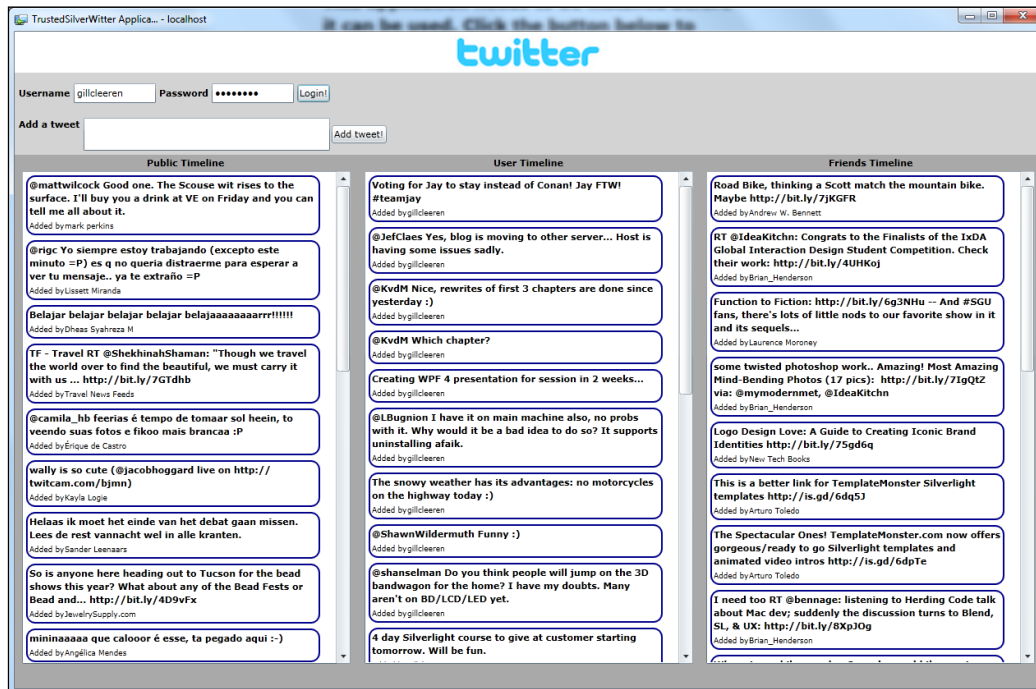 TrustedSilverWitter Applica... - localhost
it can be used. Click the button below to
twitter
Username gillcleeren Password •••••••• Login!
Add a tweet Add tweet!
Public Timeline
@mattwilcock Good one. The Scouse wit rises to the
surface. I'll buy you a drink at VE on Friday and you can
tell me all about it.
Added by mark perkins
@rigc Yo siempre estoy trabajando (excepto este
minuto =P) es q no queria distraerme para esperar a
ver tu mensaje.. ya te extraño =P
Added by Lissett Miranda
Belajar belajar belajar belajar belajaaaaaaarrr!!!!!!
Added by Dheas Syahreza M
TF - Travel RT @ShekhinahShaman: "Though we travel
the world over to find the beautiful, we must carry it
with us ... http://bit.ly/7GTdhb
Added by Travel News Feeds
@camila_hb feerias é tempo de tomaar sol heein, to
veendo suas fotos e fikoo mais brancaa :P
Added by Érique de Castro
wally is so cute (@jacobhoggard live on http://
twitcam.com/bjmn)
Added by Kayla Logie
Helaas ik moet het einde van het debat gaan missen.
Lees de rest vannacht wel in alle kranten.
Added by Sander Leenaars
So is anyone here heading out to Tucson for the bead
shows this year? What about any of the Bead Fests or
Bead and... http://bit.ly/4D9vFx
Added by JewelrySupply.com
mininaaaaa que calooor é esse, ta pegado aqui :-)
Added by Angélica Mendes
User Timeline
Voting for Jay to stay instead of Conan! Jay FTW!
#teamjay
Added by gillcleeren
@JefClaes Yes, blog is moving to other server... Host is
having some issues sadly.
Added by gillcleeren
@KvdM Nice, rewrites of first 3 chapters are done since
yesterday :)
Added by gillcleeren
@KvdM Which chapter?
Added by gillcleeren
Creating WPF 4 presentation for session in 2 weeks...
Added by gillcleeren
@LBugnion I have it on main machine also, no probs
with it. Why would it be a bad idea to do so? It supports
uninstalling afaik.
Added by gillcleeren
The snowy weather has its advantages: no motorcycles
on the highway today :)
Added by gillcleeren
@ShawnWildermuth Funny :)
Added by gillcleeren
@shanselman Do you think people will jump on the 3D
bandwagon for the home? I have my doubts. Many
aren't on BD/LCD/LED yet.
Added by gillcleeren
4 day Silverlight course to give at customer starting
tomorrow. Will be fun.
Friends Timeline
Road Bike, thinking a Scott match the mountain bike.
Maybe http://bit.ly/7jKGFR
Added by Andrew W. Bennett
RT @IdeaKitchn: Congrats to the Finalists of the IxDA
Global Interaction Design Student Competition. Check
their work: http://bit.ly/4UHKoj
Added by Brian_Henderson
Function to Fiction: http://bit.ly/6g3NHu -- And #SGU
fans, there's lots of little nods to our favorite show in it
and its sequels...
Added by Laurence Moroney
some twisted photoshop work.. Amazing! Most Amazing
Mind-Bending Photos (17 pics): http://bit.ly/7IgQtZ
via: @mymodernmet, @IdeaKitchn
Added by Brian_Henderson
Logo Design Love: A Guide to Creating Iconic Brand
Identities http://bit.ly/75gd6q
Added by New Tech Books
This is a better link for TemplateMonster Silverlight
templates http://is.gd/6dq5J
Added by Arturo Toledo
The Spectacular Ones! TemplateMonster.com now offers
gorgeous/ready to go Silverlight templates and
animated video intros http://is.gd/6dpTe
Added by Arturo Toledo
I need too RT @bennage: listening to Herding Code talk
about Mac dev; suddenly the discussion turns to Blend,
SL, & UX: http://bit.ly/8XpJOg
Added by Brian_Henderson